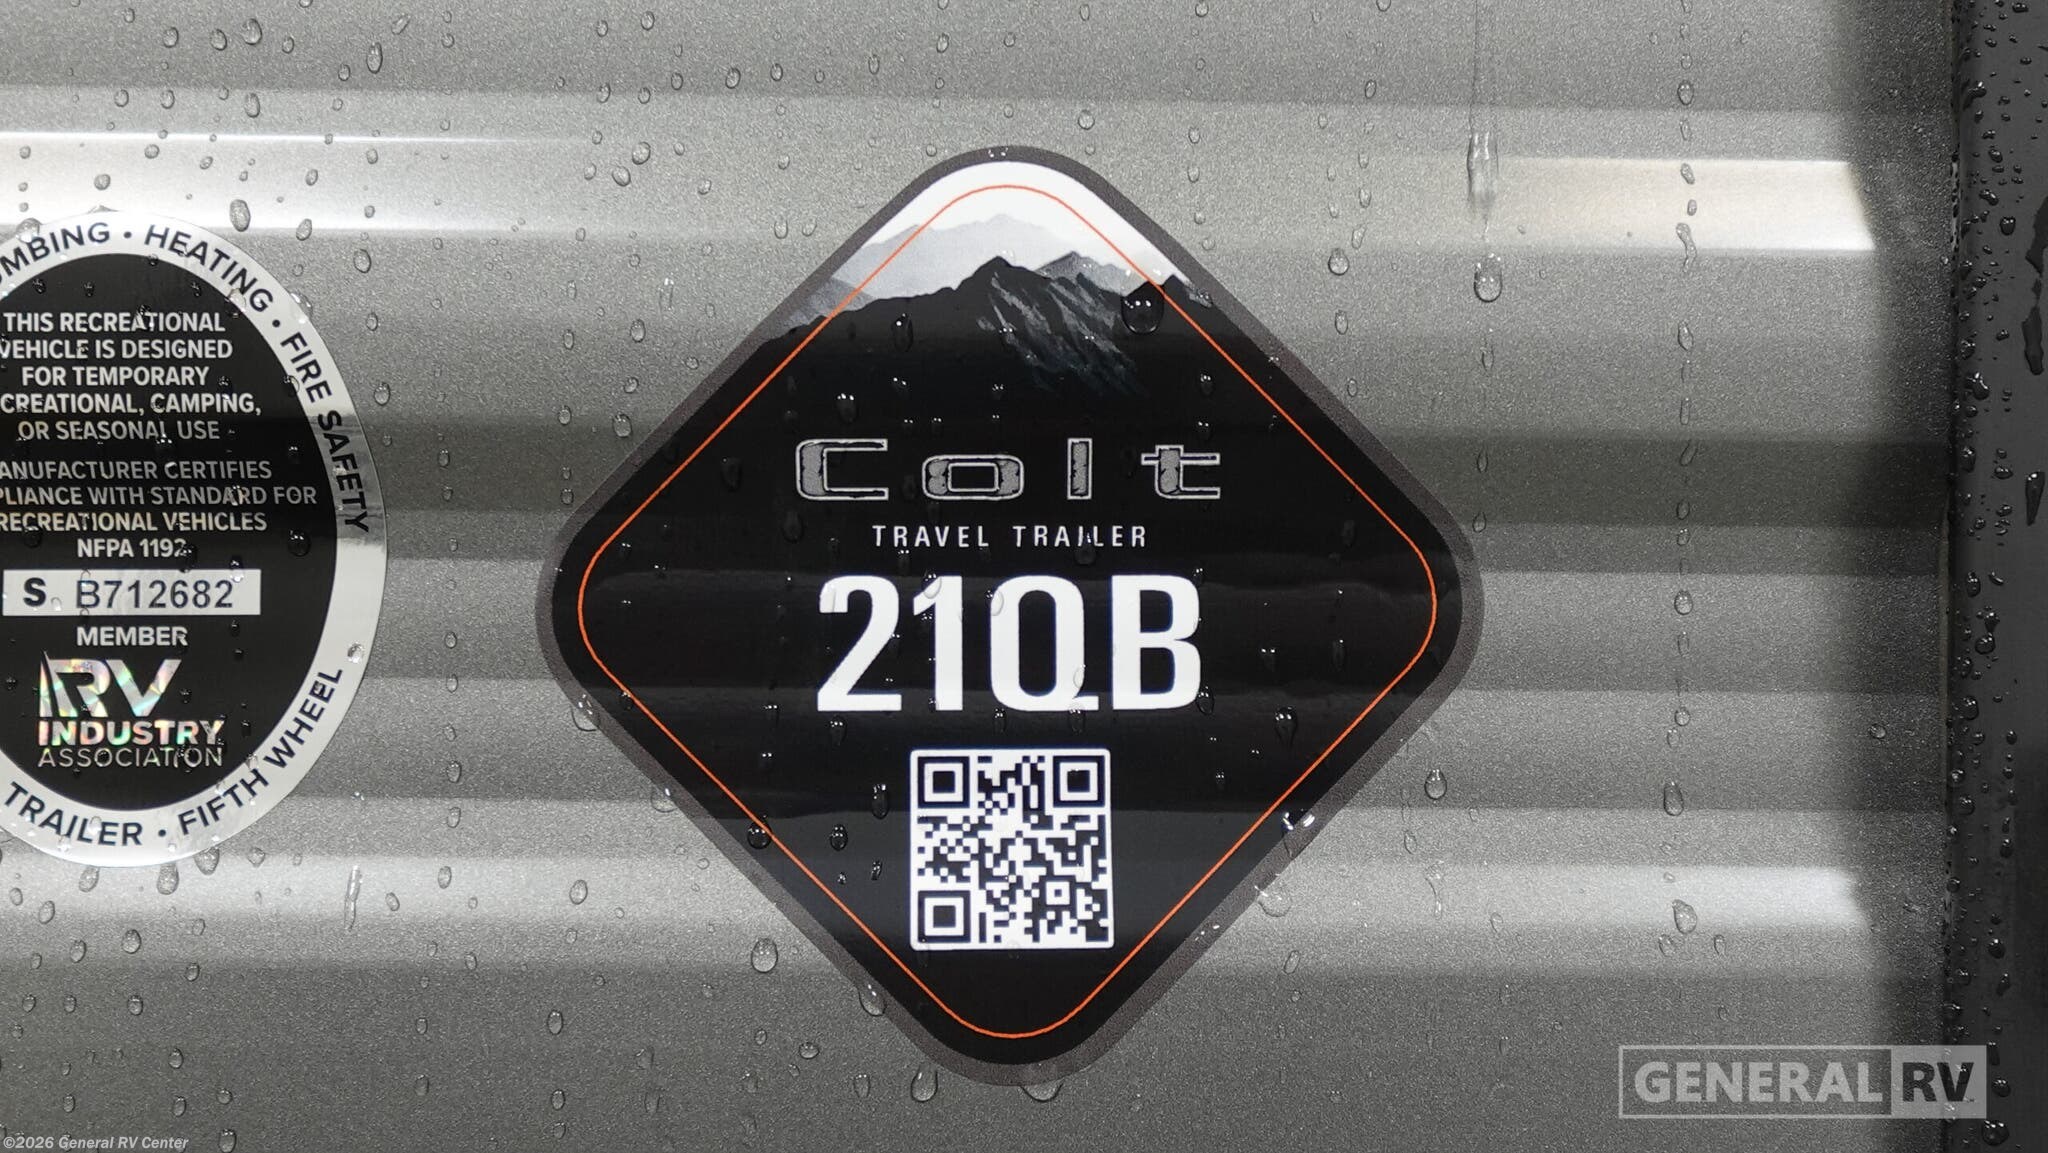 HEATING • FIRE SAFETY
THIS RECREATIONAL
VEHICLE IS DESIGNED
FOR TEMPORARY
CREATIONAL, CAMPING,
OR SEASONAL USE
ANUFACTURER CERTIFIES
PLIANCE WITH STANDARD FOR
RECREATIONAL VEHICLES
NFPA 1192
S B712682
MEMBER
RV
INDUSTRY
ASSOCIATION
TRAILER • FIFTH WHEEL
Colt
TRAVEL TRAILER
21QB
GENERAL RV
©2026 General RV Center